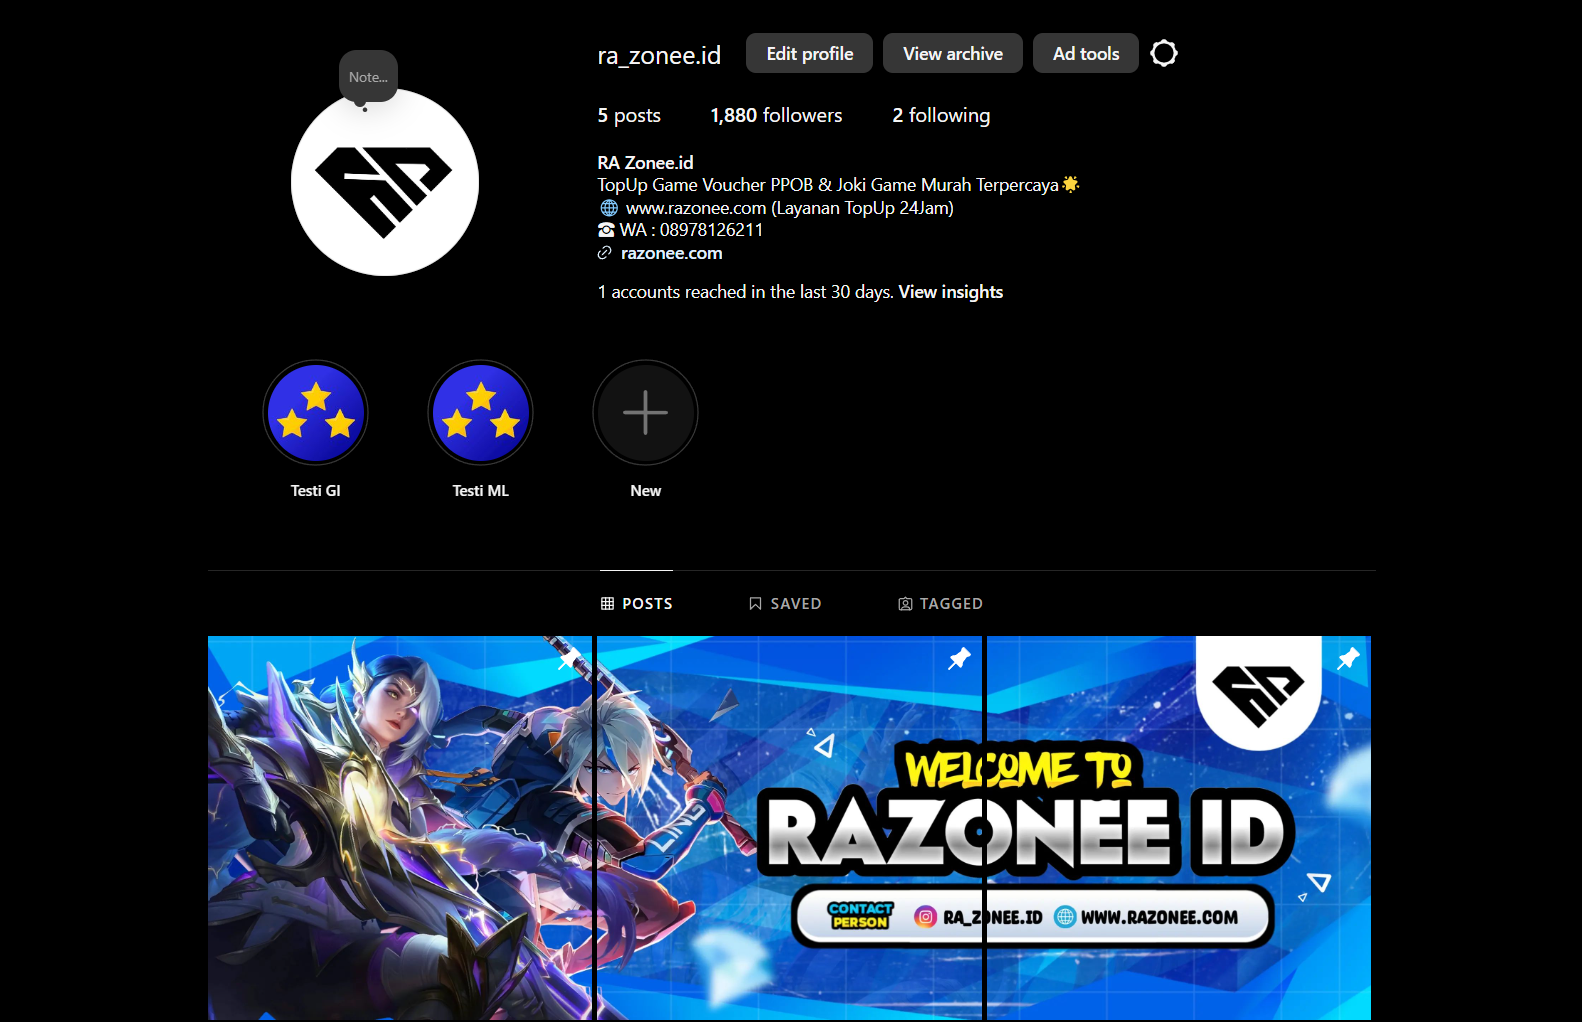 Note...
ra_zonee.id
Edit profile
View archive
Ad tools
5 posts
1,880 followers
2 following
RA Zonee.id
TopUp Game Voucher PPOB & Joki Game Murah Terpercaya🌟
🌐 www.razonee.com (Layanan TopUp 24Jam)
☎ WA : 08978126211
razonee.com
1 accounts reached in the last 30 days. View insights
Testi GI
Testi ML
New
POSTS
SAVED
TAGGED
LING
WELCOME TO
RAZONEE ID
CONTACT PERSON
RA_ZONEE.ID
WWW.RAZONEE.COM